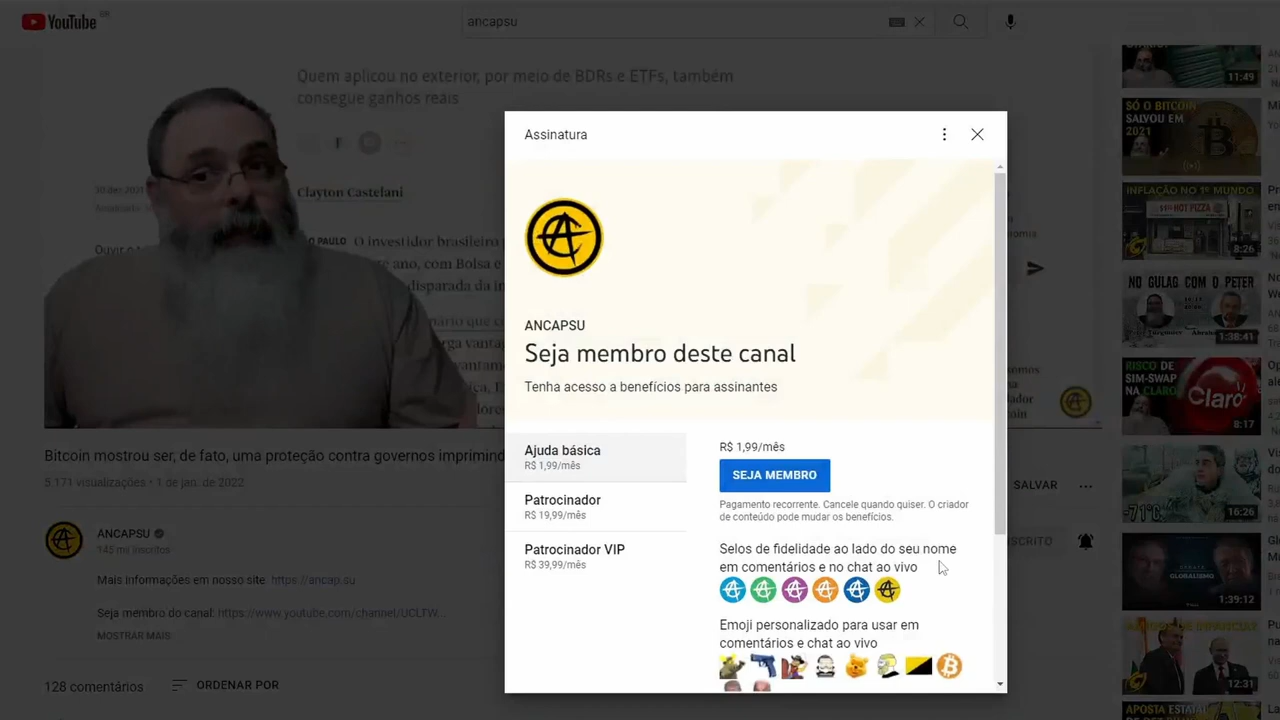 YouTube BR
ancapsu
Quem aplicou no exterior, por meio de BDRs e ETFs, também
consegue ganhos reais
Clayton Castelani
O investidor brasileiro
Assinatura
ANCAPSU
Seja membro deste canal
Tenha acesso a benefícios para assinantes
Ajuda básica
R$ 1,99/mês
Patrocinador
R$ 19,99/mês
Patrocinador VIP
R$ 39,99/mês
R$ 1,99/mês
SEJA MEMBRO
Pagamento recorrente. Cancele quando quiser. O criador
de conteúdo pode mudar os benefícios.
Selos de fidelidade ao lado do seu nome
em comentários e no chat ao vivo
Emoji personalizado para usar em
comentários e chat ao vivo
Bitcoin mostrou ser, de fato, uma proteção contra governos imprimind
5.171 visualizações • 1 de jan. de 2022
SALVAR
ANCAPSU
145 mil inscritos
Mais informações em nosso site: https://ancap.su
Seja membro do canal: https://www.youtube.com/channel/UCLTW...
MOSTRAR MAIS
128 comentários
ORDENAR POR
11:49
SÓ O BITCOIN
SALVOU EM
2021
INFLAÇÃO NO 1º MUNDO
HOT PIZZA
8:26
NO GULAG COM O PETER
1:38:41
RISCO DE
SIM-SWAP
NA CLARO
Claro
8:17
-71°C
16:26
GLOBALISMO
1:39:12
12:31
APOSTA ESTATAL